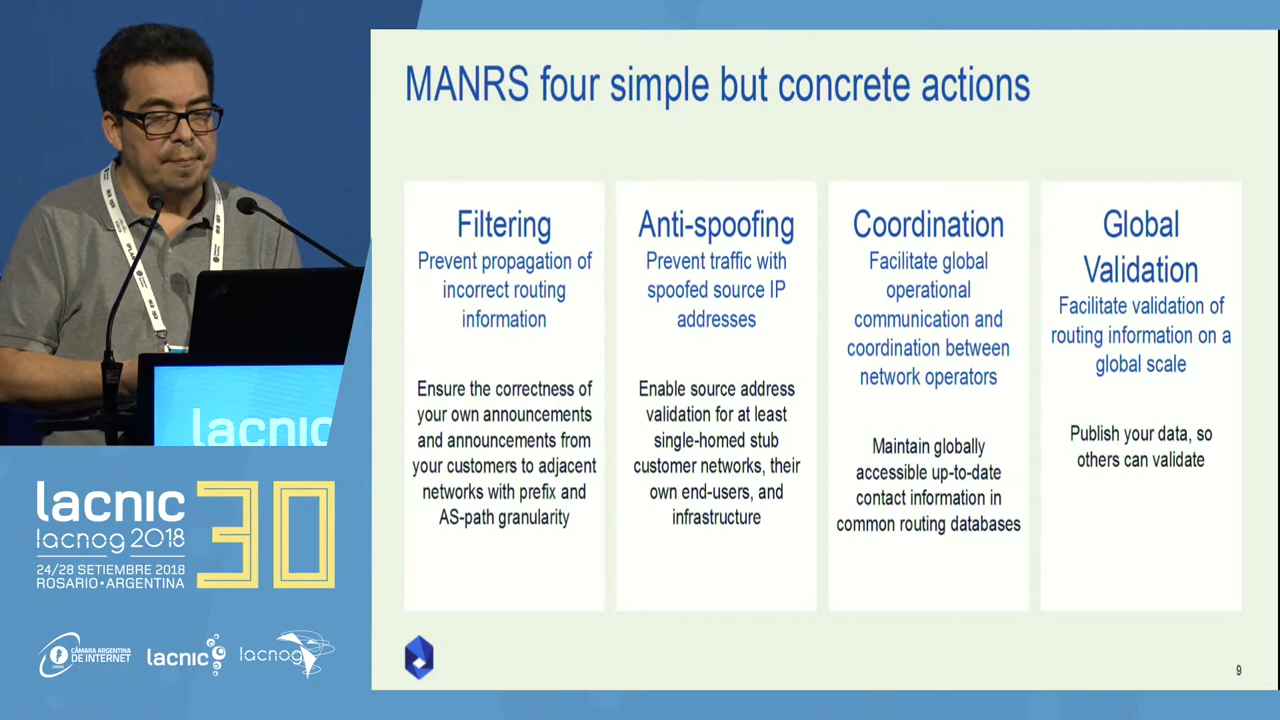 MANRS four simple but concrete actions
Filtering
Prevent propagation of
incorrect routing
information
Ensure the correctness of
your own announcements
and announcements from
your customers to adjacent
networks with prefix and
AS-path granularity
Anti-spoofing
Prevent traffic with
spoofed source IP
addresses
Enable source address
validation for at least
single-homed stub
customer networks, their
own end-users, and
infrastructure
Coordination
Facilitate global
operational
communication and
coordination between
network operators
Maintain globally
accessible up-to-date
contact information in
common routing databases
Global
Validation
Facilitate validation of
routing information on a
global scale
Publish your data, so
others can validate
9
lacnic
lacnic 30
lacnog 2018
24/28 SETIEMBRE 2018
ROSARIO•ARGENTINA
CÁMARA ARGENTINA
DE INTERNET
lacnic
lacnog